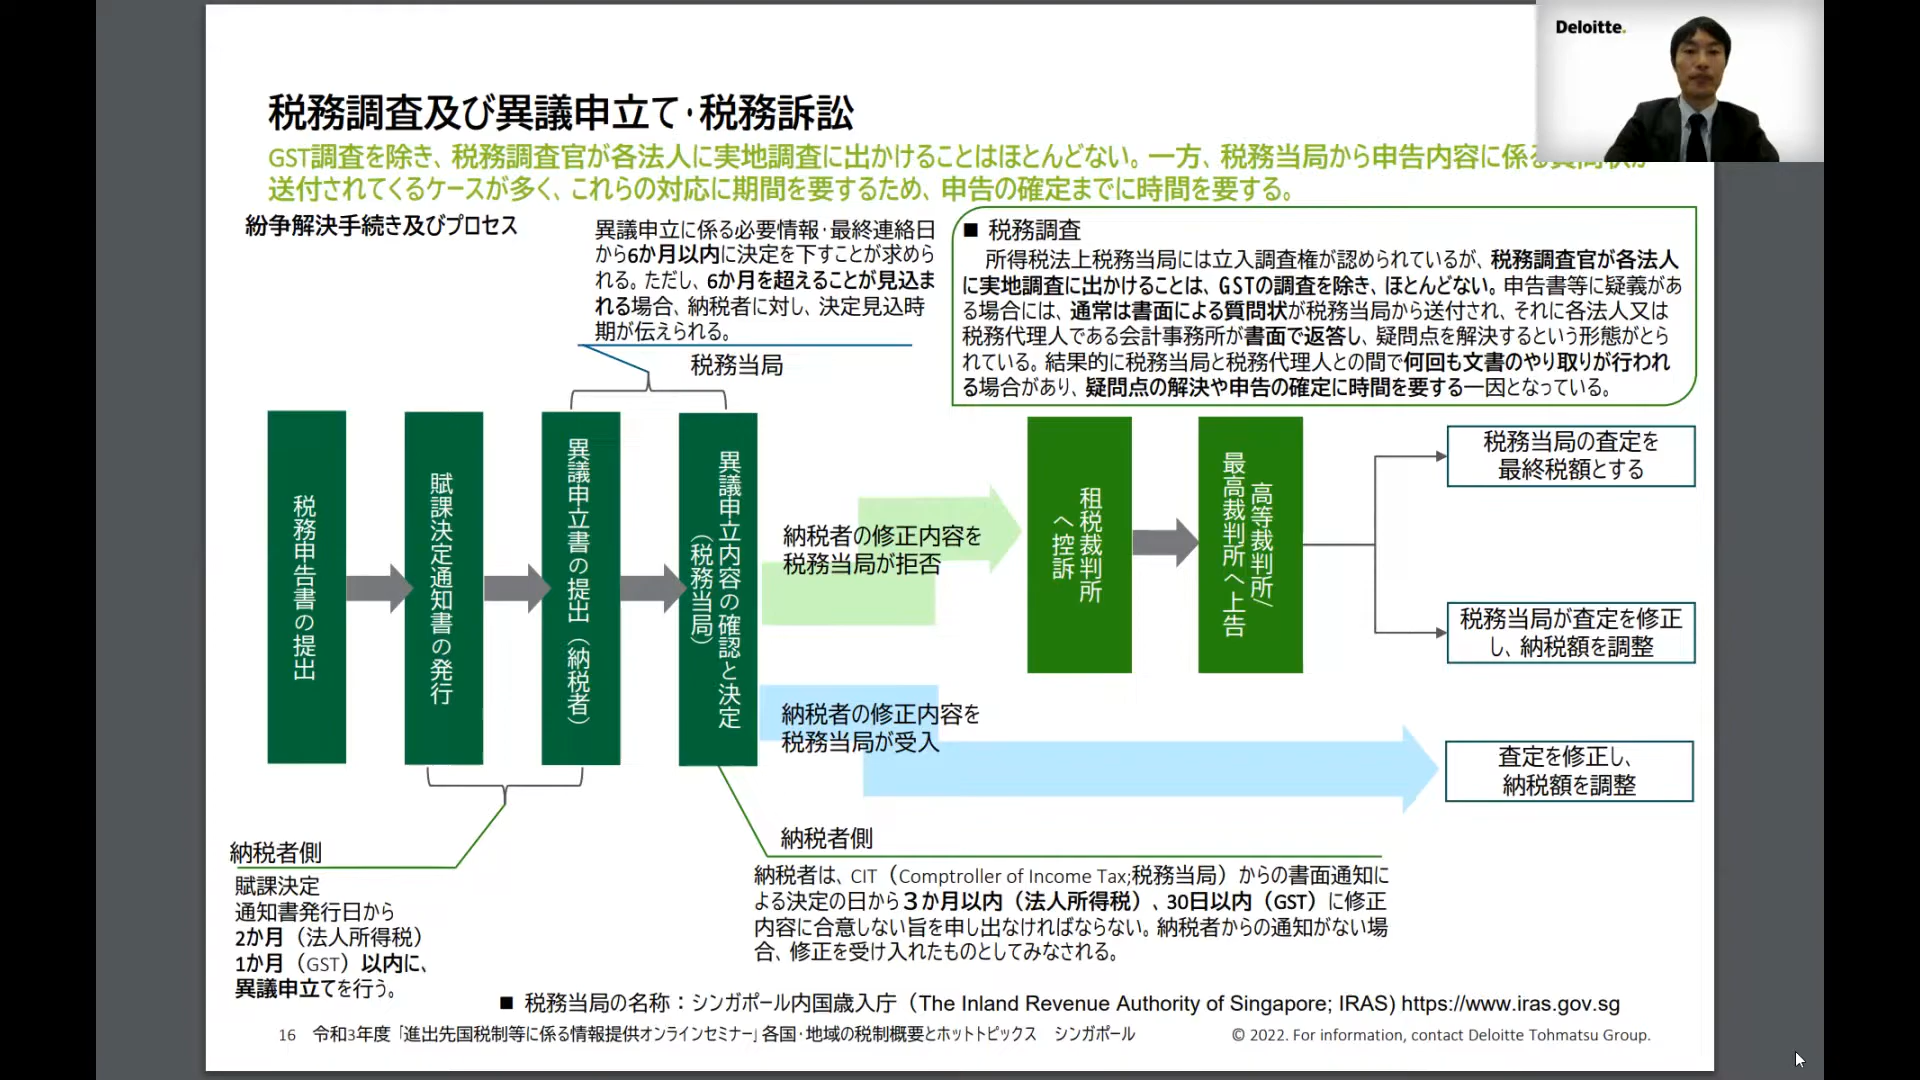 Deloitte.
税務調査及び異議申立て・税務訴訟
GST調査を除き、税務調査官が各法人に実地調査に出かけることはほとんどない。一方、税務当局から申告内容に係る
送付されてくるケースが多く、これらの対応に期間を要するため、申告の確定までに時間を要する。
紛争解決手続き及びプロセス
異議申立に係る必要情報・最終連絡日
から6か月以内に決定を下すことが求めら
れる。ただし、6か月を超えることが見込ま
れる場合、納税者に対し、決定見込時
期が伝えられる。
税務当局
■ 税務調査
所得税法上税務当局には立入調査権が認められているが、税務調査官が各法人
に実地調査に出かけることは、GSTの調査を除き、ほとんどない。申告書等に疑義があ
る場合には、通常は書面による質問状が税務当局から送付され、それに各法人又は
税務代理人である会計事務所が書面で返答し、疑問点を解決するという形態がとら
れている。結果的に税務当局と税務代理人との間で何回も文書のやり取りが行われ
る場合があり、疑問点の解決や申告の確定に時間を要する一因となっている。
税務申告書の提出
賦課決定通知書の発行
異議申立書の提出（納税者）
異議申立内容の確認と決定
（税務当局）
納税者の修正内容を
税務当局が拒否
租税裁判所
へ控訴
高等裁判所/
最高裁判所へ上告
税務当局の査定を
最終税額とする
税務当局が査定を修正
し、納税額を調整
納税者の修正内容を
税務当局が受入
査定を修正し、
納税額を調整
納税者側
賦課決定
通知書発行日から
2か月（法人所得税）
1か月（GST）以内に、
異議申立てを行う。
納税者側
納税者は、CIT（Comptroller of Income Tax;税務当局）からの書面通知に
よる決定の日から３か月以内（法人所得税）、30日以内（GST）に修正
内容に合意しない旨を申し出なければならない。納税者からの通知がない場
合、修正を受け入れたものとしてみなされる。
■ 税務当局の名称：シンガポール内国歳入庁（The Inland Revenue Authority of Singapore; IRAS) https://www.iras.gov.sg
16 令和3年度「進出先国税制等に係る情報提供オンラインセミナー」各国・地域の税制概要とホットトピックス シンガポール
© 2022. For information, contact Deloitte Tohmatsu Group.